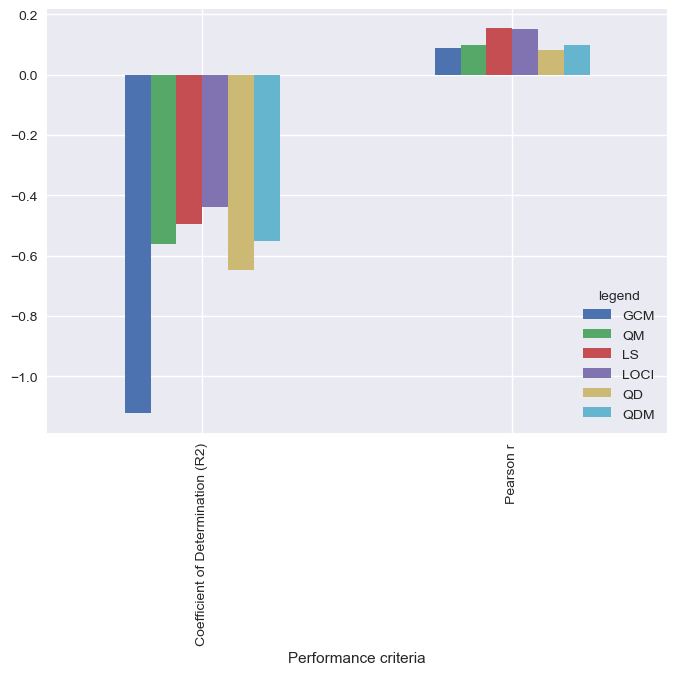 0.2
0.0
−0.2
−0.4
−0.6
−0.8
−1.0
legend
GCM
QM
LS
LOCI
QD
QDM
Coefficient of Determination (R2)
Pearson r
Performance criteria